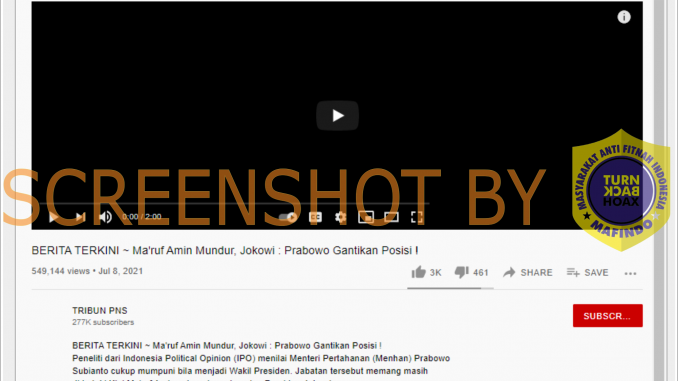 SCREENSHOT BY
MASYARAKAT ANTI FITNAH INDONESIA
TURN
BACK
HOAX
MAFINDO
0:00 / 2:00
BERITA TERKINI ~ Ma'ruf Amin Mundur, Jokowi : Prabowo Gantikan Posisi !
549,144 views • Jul 8, 2021
3K 461 SHARE SAVE
TRIBUN PNS
277K subscribers
SUBSCR...
BERITA TERKINI ~ Ma'ruf Amin Mundur, Jokowi : Prabowo Gantikan Posisi !
Peneliti dari Indonesia Political Opinion (IPO) menilai Menteri Pertahanan (Menhan) Prabowo
Subianto cukup mumpuni bila menjadi Wakil Presiden. Jabatan tersebut memang masih